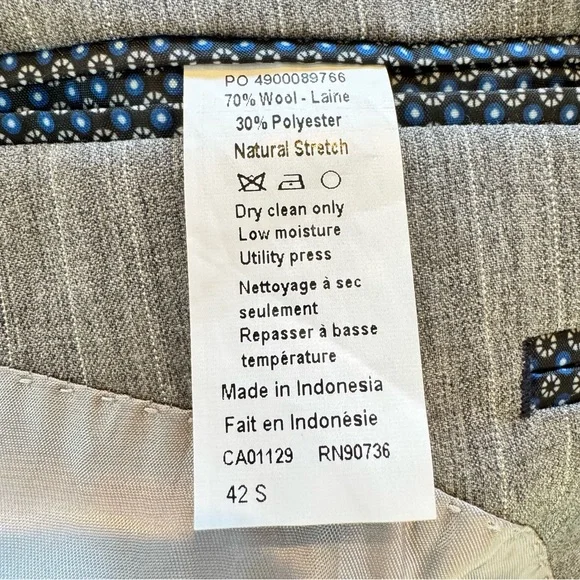 PO 4900089766
70% Wool - Laine
30% Polyester
Natural Stretch
Dry clean only
Low moisture
Utility press
Nettoyage à sec
seulement
Repasser à basse
température
Made in Indonesia
Fait en Indonésie
CA01129 RN90736
42 S